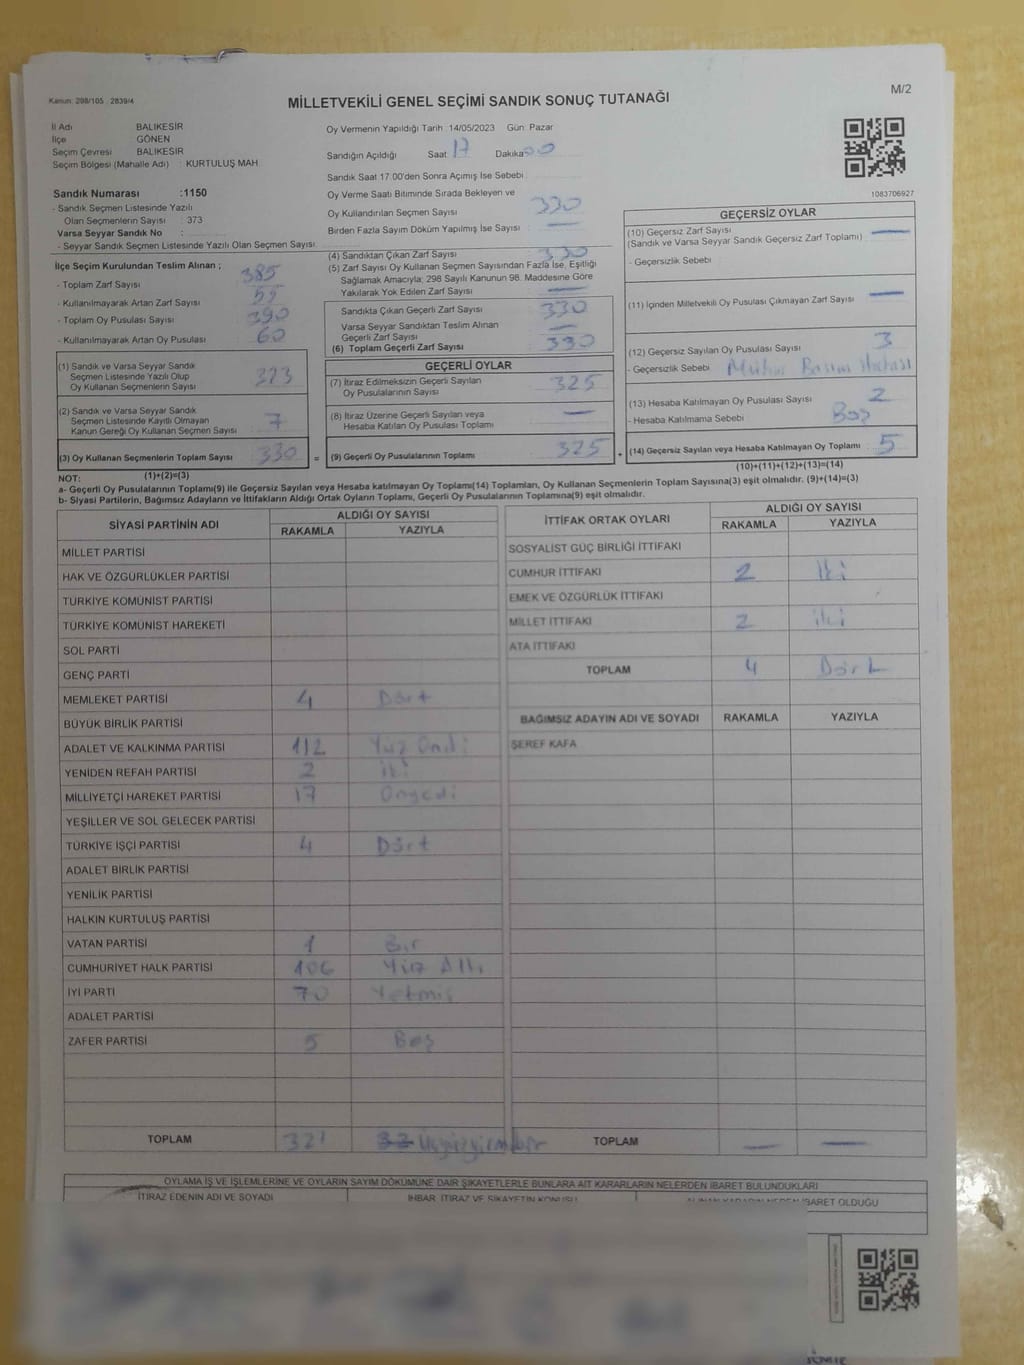 Kanun: 298/105 . 2839/4
M/2
MİLLETVEKİLİ GENEL SEÇİMİ SANDIK SONUÇ TUTANAĞI
İl Adı BALIKESİR
İlçe GÖNEN
Seçim Çevresi BALIKESİR
Seçim Bölgesi (Mahalle Adı) : KURTULUŞ MAH.
Sandık Numarası :1150
- Sandık Seçmen Listesinde Yazılı
Olan Seçmenlerin Sayısı : 373
Varsa Seyyar Sandık No :
- Seyyar Sandık Seçmen Listesinde Yazılı Olan Seçmen Sayısı
Oy Vermenin Yapıldığı Tarih :14/05/2023 Gün: Pazar
Sandığın Açıldığı Saat 17 Dakika 00
Sandık Saat 17.00'den Sonra Açımış İse Sebebi
Oy Verme Saati Bitiminde Sırada Bekleyen ve
Oy Kullandırılan Seçmen Sayısı 330
Birden Fazla Sayım Döküm Yapılmış İse Sayısı : —
1083706927
İlçe Seçim Kurulundan Teslim Alınan ;
- Toplam Zarf Sayısı 385
- Kullanılmayarak Artan Zarf Sayısı
- Toplam Oy Pusulası Sayısı 390
- Kullanılmayarak Artan Oy Pusulası 60
(4) Sandıktan Çıkan Zarf Sayısı 330
(5) Zarf Sayısı Oy Kullanan Seçmen Sayısından Fazla İse, Eşitliği
Sağlamak Amacıyla; 298 Sayılı Kanunun 98. Maddesine Göre
Yakılarak Yok Edilen Zarf Sayısı —
Sandıkta Çıkan Geçerli Zarf Sayısı 330
Varsa Seyyar Sandıktan Teslim Alınan
Geçerli Zarf Sayısı —
(6) Toplam Geçerli Zarf Sayısı 330
GEÇERSİZ OYLAR
(10) Geçersiz Zarf Sayısı —
(Sandık ve Varsa Seyyar Sandık Geçersiz Zarf Toplamı)
- Geçersizlik Sebebi
(11) İçinden Milletvekili Oy Pusulası Çıkmayan Zarf Sayısı —
(12) Geçersiz Sayılan Oy Pusulası Sayısı 3
- Geçersizlik Sebebi Mühür Basım Hatası
(13) Hesaba Katılmayan Oy Pusulası Sayısı 2
- Hesaba Katılmama Sebebi Boş
(14) Geçersiz Sayılan veya Hesaba Katılmayan Oy Toplamı 5
(10)+(11)+(12)+(13)=(14)
(1) Sandık ve Varsa Seyyar Sandık
Seçmen Listesinde Yazılı Olup
Oy Kullanan Seçmenlerin Sayısı 323
(2) Sandık ve Varsa Seyyar Sandık
Seçmen Listesinde Kayıtlı Olmayan
Kanun Gereği Oy Kullanan Seçmen Sayısı 7
(3) Oy Kullanan Seçmenlerin Toplam Sayısı 330
GEÇERLİ OYLAR
(7) İtiraz Edilmeksizin Geçerli Sayılan
Oy Pusulasının Sayısı 325
(8) İtiraz Üzerine Geçerli Sayılan veya
Hesaba Katılan Oy Pusulası Toplamı —
= (9) Geçerli Oy Pusulalarının Toplamı 325 +
NOT: (1)+(2)=(3)
a- Geçerli Oy Pusulalarının Toplamı(9) ile Geçersiz Sayılan veya Hesaba katılmayan Oy Toplamı(14) Toplamları, Oy Kullanan Seçmenlerin Toplam Sayısına(3) eşit olmalıdır. (9)+(14)=(3)
b- Siyasi Partilerin, Bağımsız Adayların ve İttifakların Aldığı Ortak Oyların Toplamı, Geçerli Oy Pusulalarının Toplamına(9) eşit olmalıdır.
SİYASİ PARTİNİN ADI ALDIĞI OY SAYISI
RAKAMLA YAZIYLA
MİLLET PARTİSİ
HAK VE ÖZGÜRLÜKLER PARTİSİ
TÜRKİYE KOMÜNİST PARTİSİ
TÜRKİYE KOMÜNİST HAREKETİ
SOL PARTİ
GENÇ PARTİ
MEMLEKET PARTİSİ 4 Dört
BÜYÜK BİRLİK PARTİSİ
ADALET VE KALKINMA PARTİSİ 112 Yüz Oniki
YENİDEN REFAH PARTİSİ 2 İki
MİLLİYETÇİ HAREKET PARTİSİ 17 Onyedi
YEŞİLLER VE SOL GELECEK PARTİSİ
TÜRKİYE İŞÇİ PARTİSİ 4 Dört
ADALET BİRLİK PARTİSİ
YENİLİK PARTİSİ
HALKIN KURTULUŞ PARTİSİ
VATAN PARTİSİ 1 Bir
CUMHURİYET HALK PARTİSİ 106 Yüz Altı
İYİ PARTİ 70 Yetmiş
ADALET PARTİSİ
ZAFER PARTİSİ 5 Beş
TOPLAM 321 Üçyüzyirmibir
İTTİFAK ORTAK OYLARI ALDIĞI OY SAYISI
RAKAMLA YAZIYLA
SOSYALİST GÜÇ BİRLİĞİ İTTİFAKI
CUMHUR İTTİFAKI 2 İki
EMEK VE ÖZGÜRLÜK İTTİFAKI
MİLLET İTTİFAKI 2 iki
ATA İTTİFAKI
TOPLAM 4 Dört
BAĞIMSIZ ADAYIN ADI VE SOYADI RAKAMLA YAZIYLA
ŞEREF KAFA
TOPLAM — —
OYLAMA İŞ VE İŞLEMLERİNE VE OYLARIN SAYIM DÖKÜMÜNE DAİR ŞİKAYETLERLE BUNLARA AİT KARARLARIN NELERDEN İBARET BULUNDUKLARI
İTİRAZ EDENİN ADI VE SOYADI İHBAR, İTİRAZ VE ŞİKAYETİN KONUSU ALINAN KARARIN NEDEN İBARET OLDUĞU